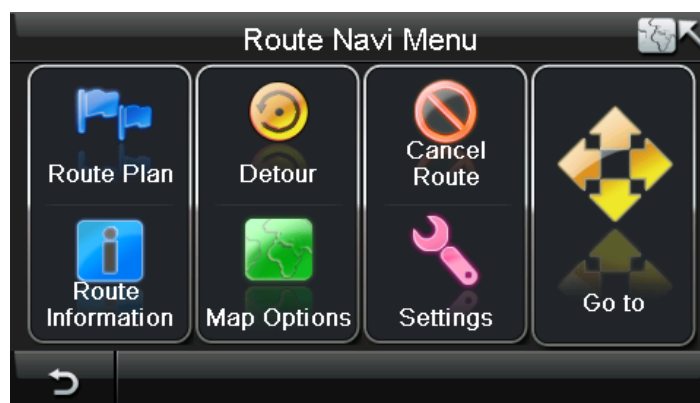 Route Navi Menu
Route Plan
Detour
Cancel
Route
Route
Information
Map Options
Settings
Go to